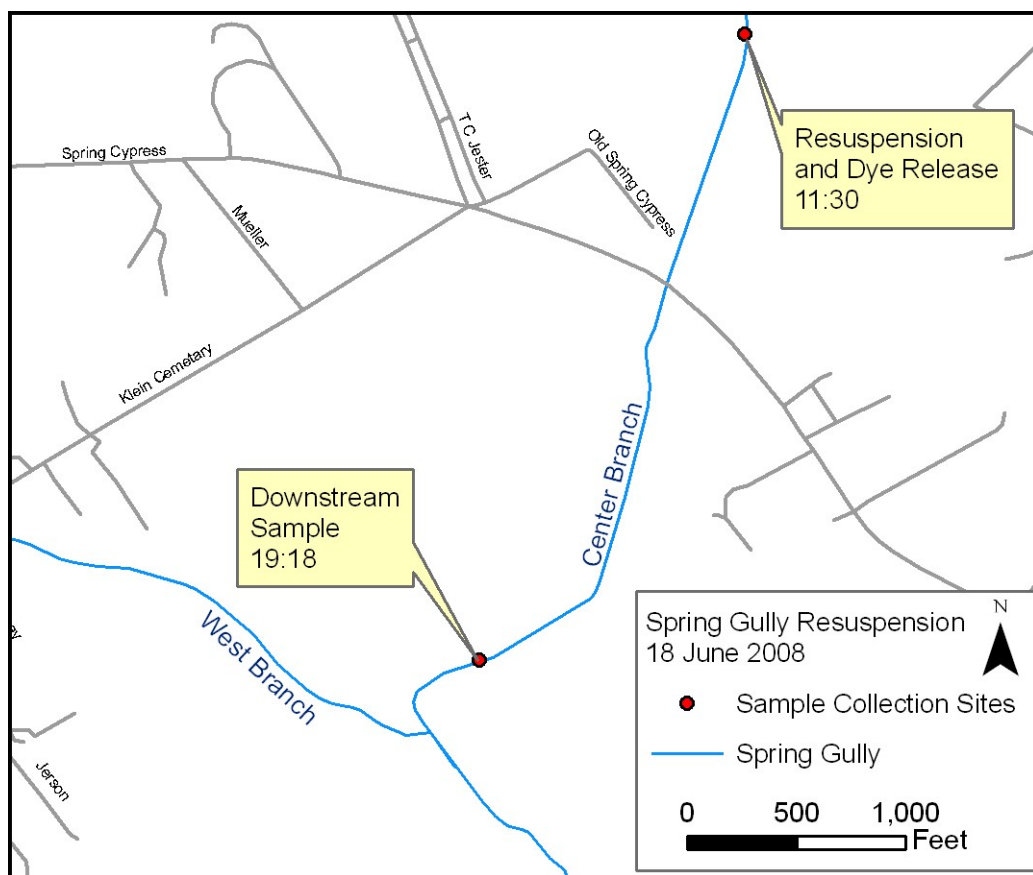 T C Jester
Spring Cypress
Old Spring Cypress
Resuspension
and Dye Release
11:30
Mueller
Klein Cemetary
Center Branch
Downstream
Sample
19:18
West Branch
Jerson
Spring Gully Resuspension
18 June 2008
N
Sample Collection Sites
Spring Gully
0 500 1,000
Feet